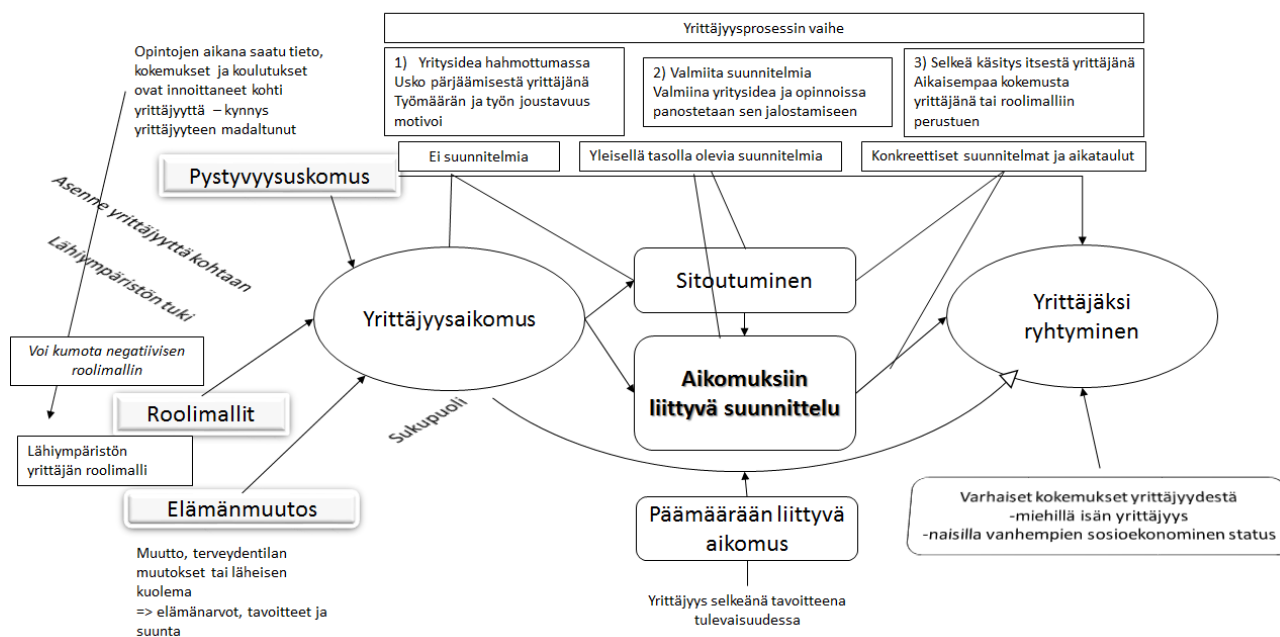 Yrittäjyysprosessin vaihe
Opintojen aikana saatu tieto,
kokemukset ja koulutukset
ovat innoittaneet kohti
yrittäjyyttä – kynnys
yrittäjyyteen madaltunut
1) Yritysidea hahmottumassa
Usko pärjäämisestä yrittäjänä
Työmäärän ja työn joustavuus
motivoi
2) Valmiita suunnitelmia
Valmiina yritysidea ja opinnoissa
panostetaan sen jalostamiseen
3) Selkeä käsitys itsestä yrittäjänä
Aikaisempaa kokemusta
yrittäjänä tai roolimalliin
perustuen
Ei suunnitelmia
Yleisellä tasolla olevia suunnitelmia
Konkreettiset suunnitelmat ja aikataulut
Pystyvyysuskomus
Asenne yrittäjyyttä kohtaan
Lähiympäristön tuki
Yrittäjyysaikomus
Sitoutuminen
Yrittäjäksi
ryhtyminen
Voi kumota negatiivisen
roolimallin
Aikomuksiin
liittyvä suunnittelu
Roolimallit
Sukupuoli
Lähiympäristön
yrittäjän roolimalli
Elämänmuutos
Päämäärään liittyvä
aikomus
Varhaiset kokemukset yrittäjyydestä
-miehillä isän yrittäjyys
-naisilla vanhempien sosioekonominen status
Muutto, terveydentilan
muutokset tai läheisen
kuolema
=> elämänarvot, tavoitteet ja
suunta
Yrittäjyys selkeänä tavoitteena
tulevaisuudessa